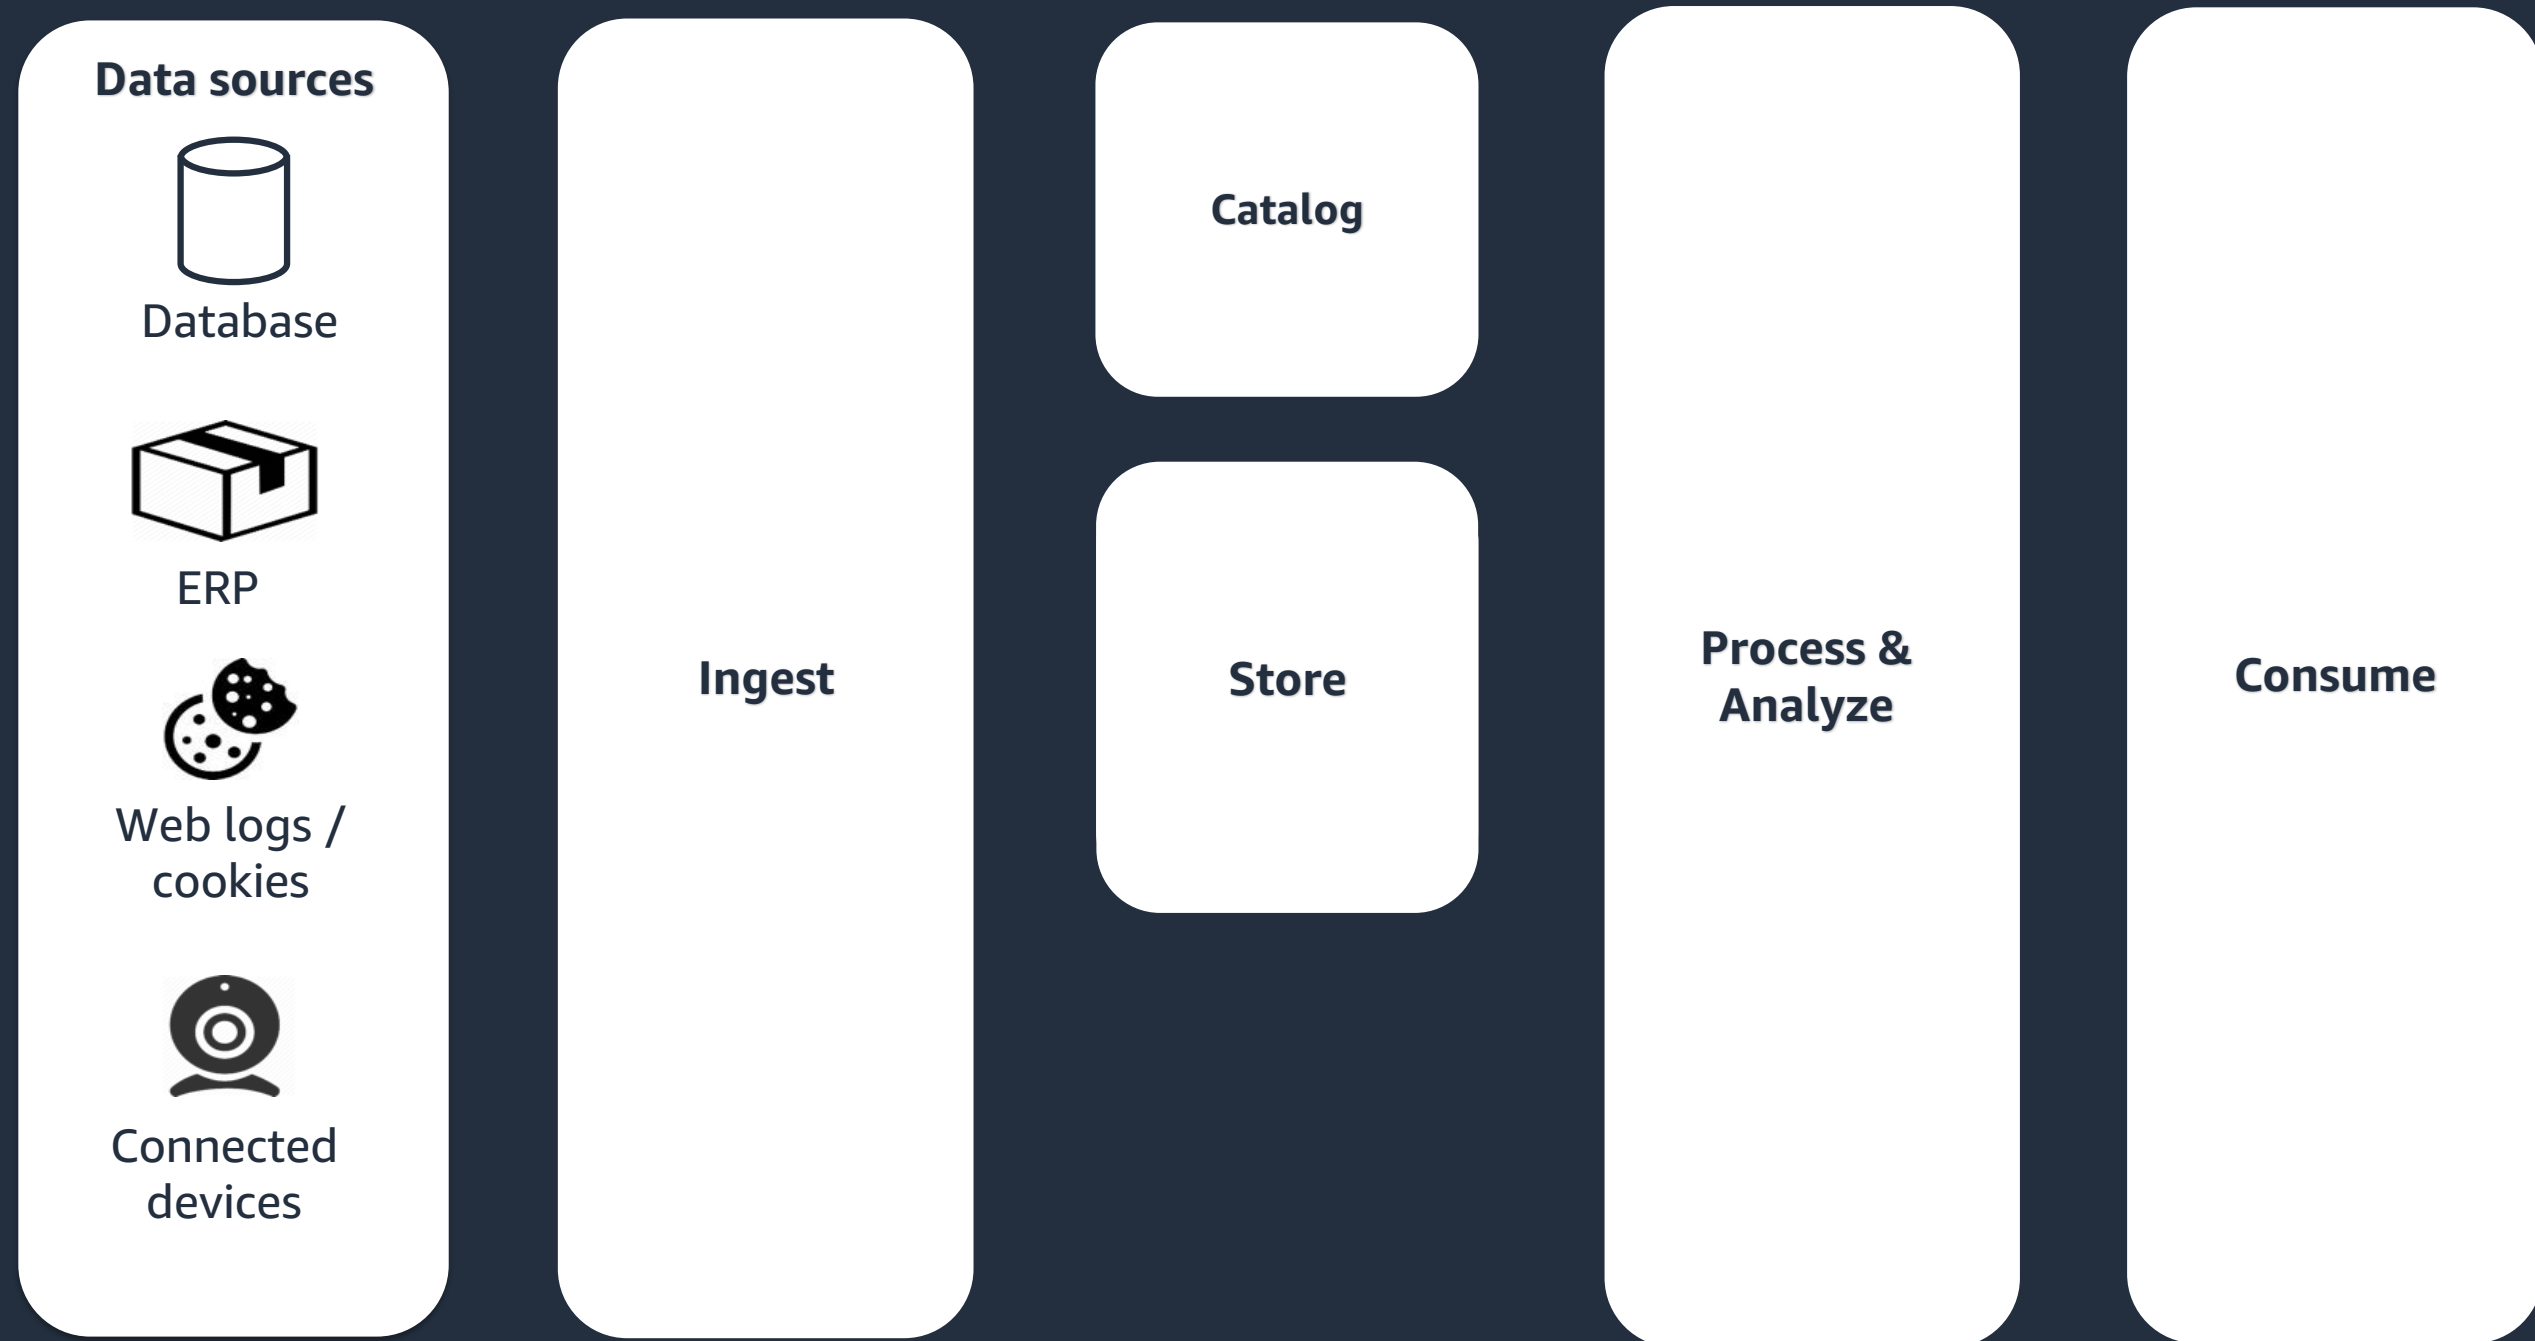 Data sources
Database
ERP
Web logs /
cookies
Connected
devices
Ingest
Catalog
Store
Process &
Analyze
Consume